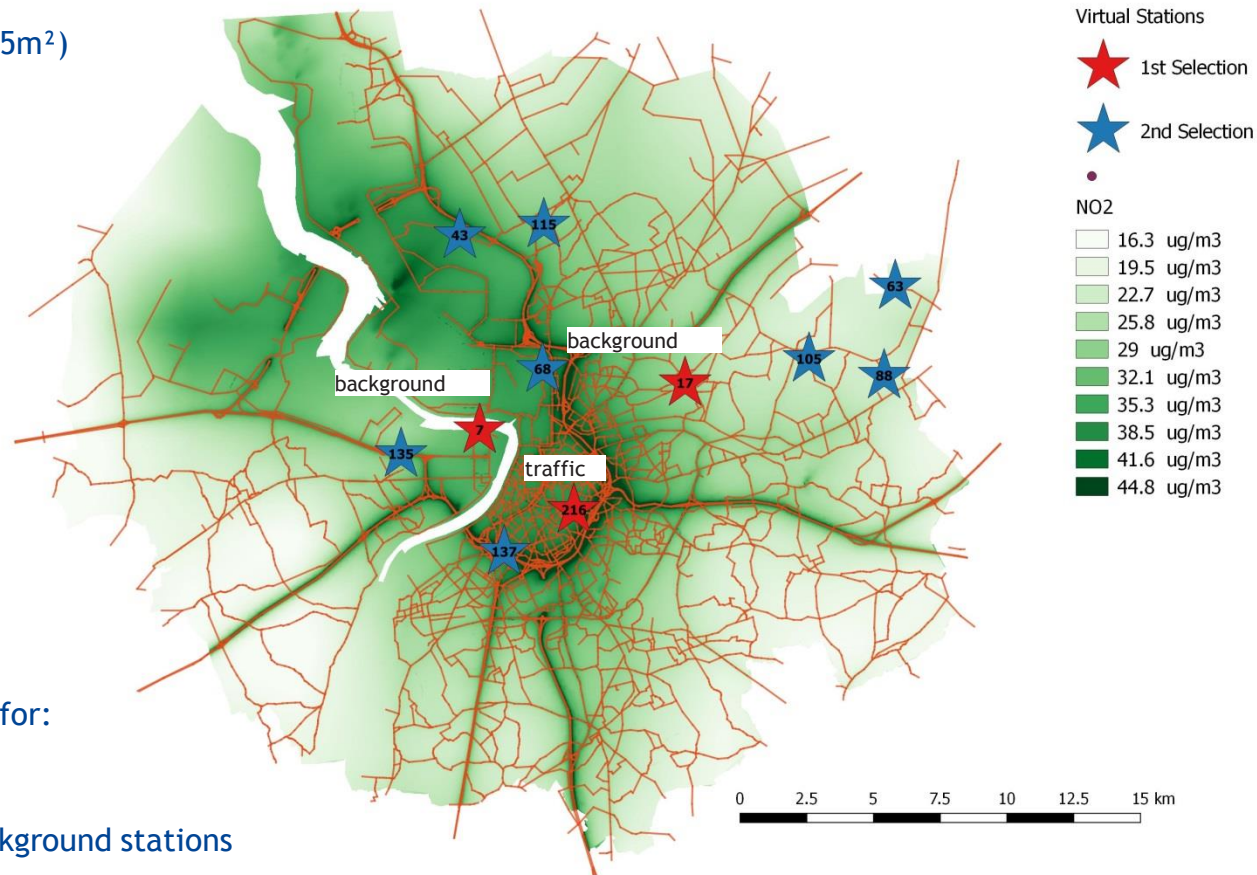 5m²)
for:
kground stations
43
115
63
background
68
105
88
17
background
7
135
traffic
216
137
Virtual Stations
1st Selection
2nd Selection
NO2
16.3 ug/m3
19.5 ug/m3
22.7 ug/m3
25.8 ug/m3
29 ug/m3
32.1 ug/m3
35.3 ug/m3
38.5 ug/m3
41.6 ug/m3
44.8 ug/m3
0 2.5 5 7.5 10 12.5 15 km